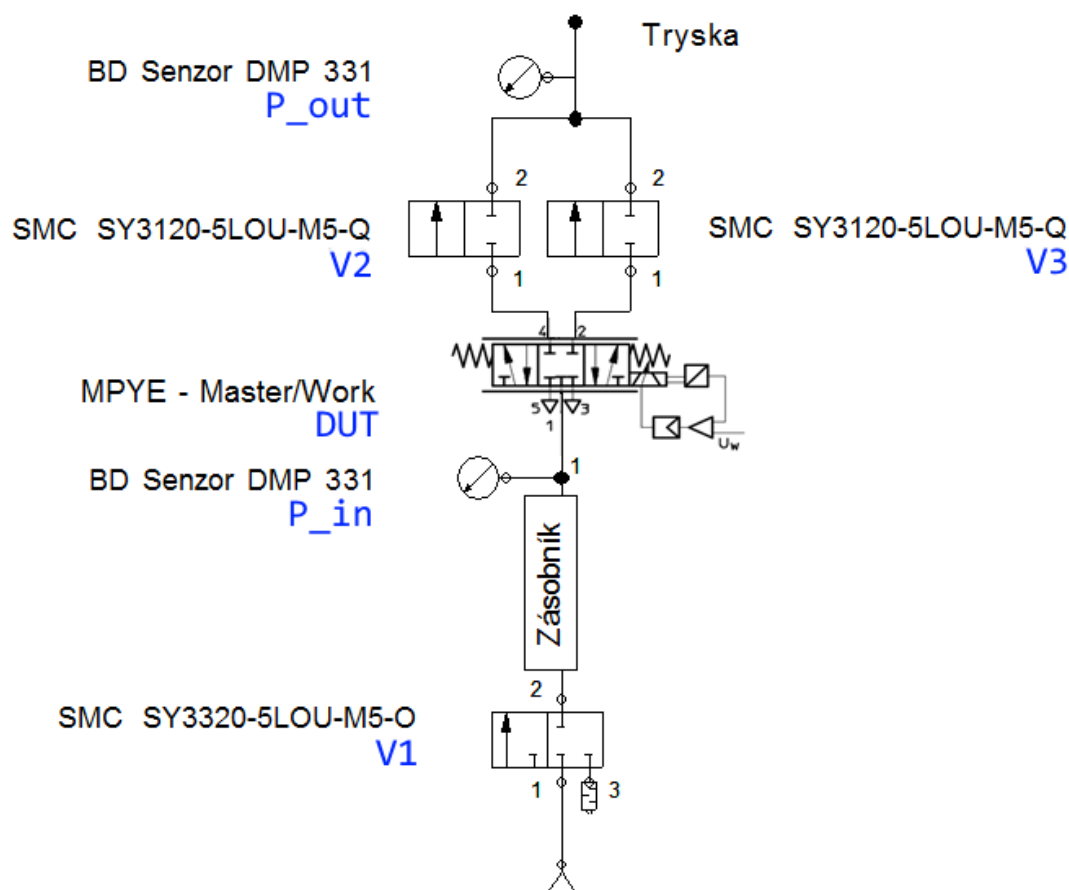 Tryska
BD Senzor DMP 331
P_out
2
2
SMC SY3120-5LOU-M5-Q
V2
SMC SY3120-5LOU-M5-Q
V3
1
1
4
2
MPYE - Master/Work
DUT
5
3
1
Uw
BD Senzor DMP 331
P_in
1
Zásobník
2
SMC SY3320-5LOU-M5-O
V1
1
3